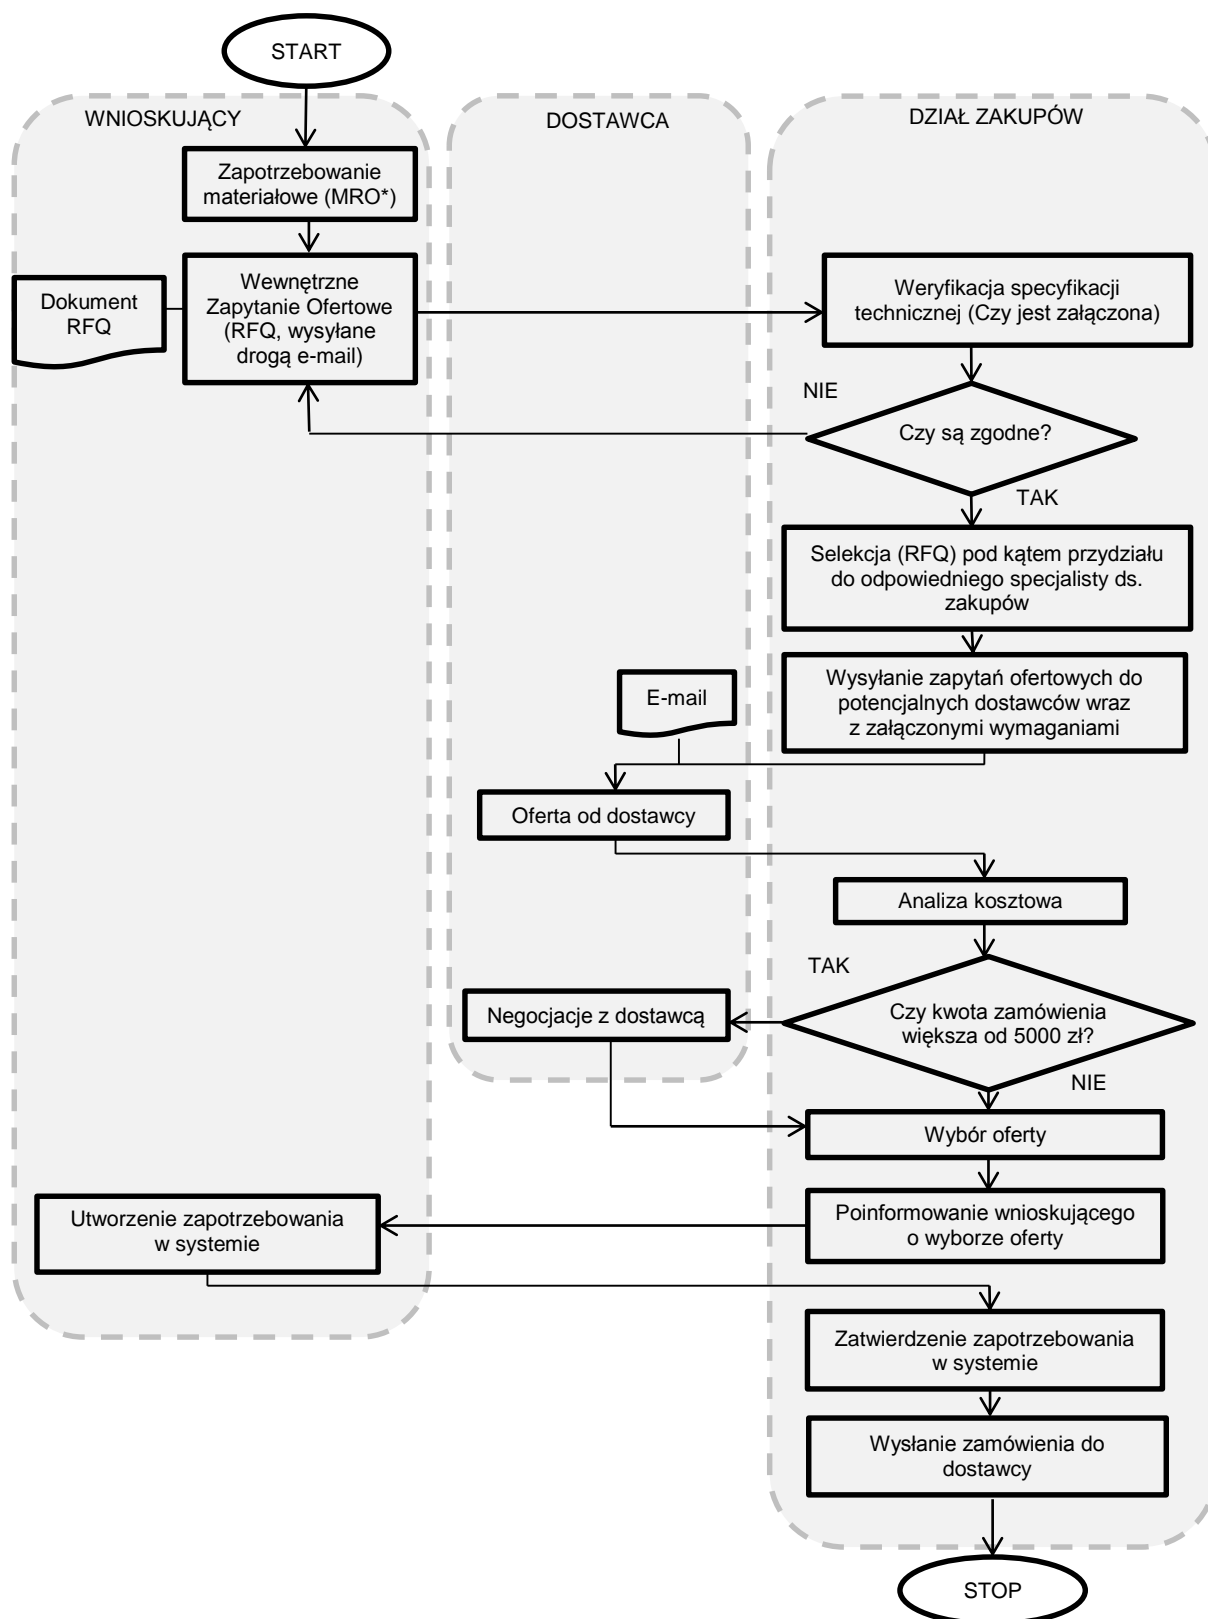 START
WNIOSKUJĄCY
DOSTAWCA
DZIAŁ ZAKUPÓW
Zapotrzebowanie
materiałowe (MRO*)
Dokument
RFQ
Wewnętrzne
Zapytanie Ofertowe
(RFQ, wysyłane
drogą e-mail)
Weryfikacja specyfikacji
technicznej (Czy jest załączona)
NIE
Czy są zgodne?
TAK
Selekcja (RFQ) pod kątem przydziału
do odpowiedniego specjalisty ds.
zakupów
Wysyłanie zapytań ofertowych do
potencjalnych dostawców wraz
z załączonymi wymaganiami
E-mail
Oferta od dostawcy
Analiza kosztowa
TAK
Czy kwota zamówienia
większa od 5000 zł?
Negocjacje z dostawcą
NIE
Wybór oferty
Poinformowanie wnioskującego
o wyborze oferty
Utworzenie zapotrzebowania
w systemie
Zatwierdzenie zapotrzebowania
w systemie
Wysłanie zamówienia do
dostawcy
STOP